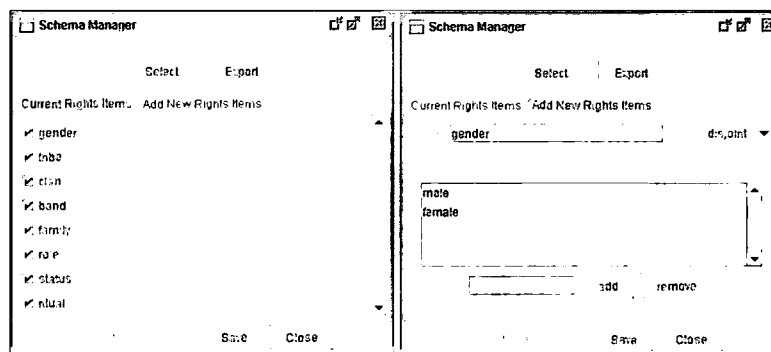 Schema Manager
Select Export
Current Rights Items Add New Rights Items
gender
tribe
clan
band
family
role
status
ritual
Save Close
Schema Manager
Select Export
Current Rights Items Add New Rights Items
gender disjoint
male
female
add remove
Save Close